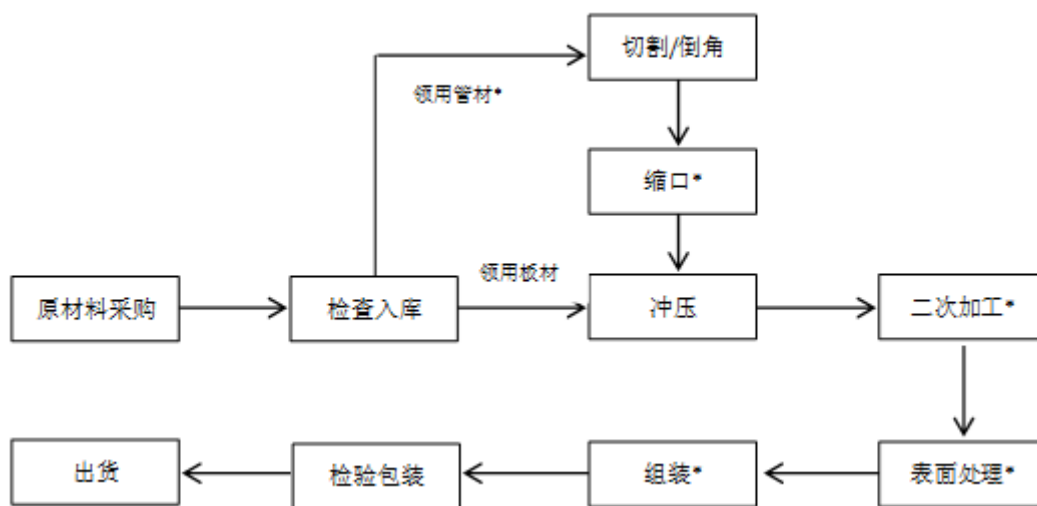 切割/倒角
领用管材*
缩口*
领用板材
原材料采购
检查入库
冲压
二次加工*
出货
检验包装
组装*
表面处理*